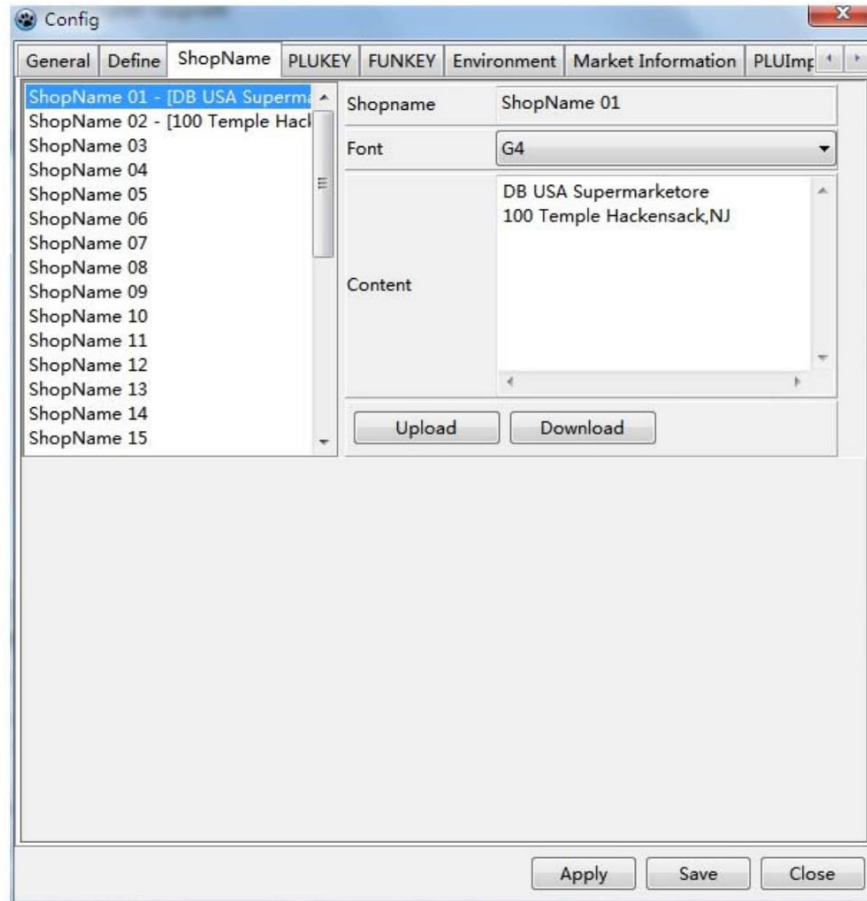 Config
General Define ShopName PLUKEY FUNKEY Environment Market Information PLUImp
ShopName 01 - [DB USA Superma
ShopName 02 - [100 Temple Hack
ShopName 03
ShopName 04
ShopName 05
ShopName 06
ShopName 07
ShopName 08
ShopName 09
ShopName 10
ShopName 11
ShopName 12
ShopName 13
ShopName 14
ShopName 15
Shopname ShopName 01
Font G4
Content
DB USA Supermarketore
100 Temple Hackensack,NJ
Upload Download
Apply Save Close